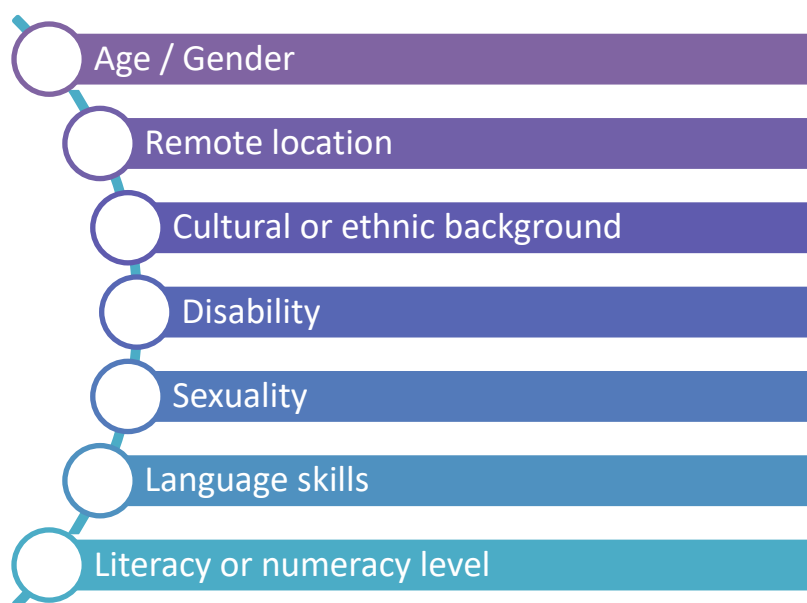 Age / Gender
Remote location
Cultural or ethnic background
Disability
Sexuality
Language skills
Literacy or numeracy level